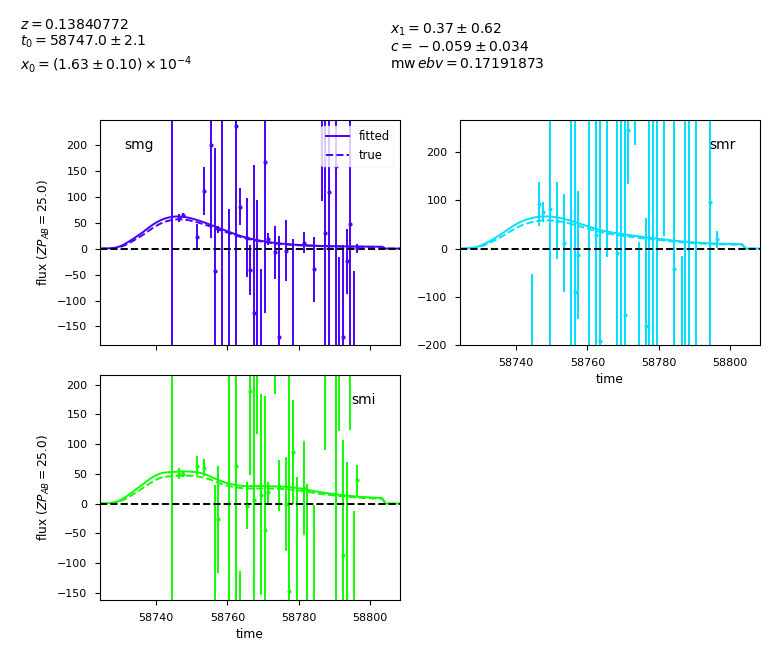 z = 0.13840772
t₀ = 58747.0 ± 2.1
x₀ = (1.63 ± 0.10) × 10⁻⁴
x₁ = 0.37 ± 0.62
c = −0.059 ± 0.034
mw ebv = 0.17191873
smg
fitted
true
200
150
100
50
0
−50
−100
−150
flux (ZP_AB = 25.0)
smr
200
100
0
−100
−200
58740 58760 58780 58800
time
smi
200
150
100
50
0
−50
−100
−150
flux (ZP_AB = 25.0)
58740 58760 58780 58800
time